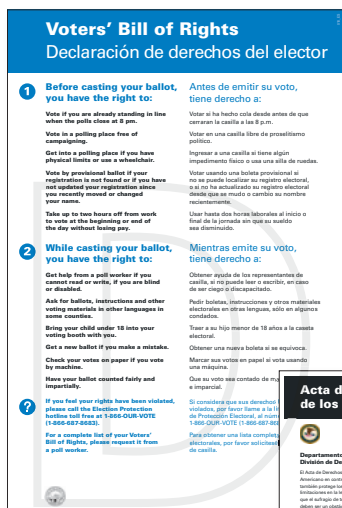 Voters' Bill of Rights
Declaración de derechos del elector
1
Before casting your ballot,
you have the right to:
Vote if you are already standing in line
when the polls close at 8 pm.
Vote in a polling place free of
campaigning.
Get into a polling place if you have
physical limits or use a wheelchair.
Vote by provisional ballot if your
registration is not found or if you have
not updated your registration since
you recently moved or changed
your name.
Take up to two hours off from work
to vote at the beginning or end of
the day without losing pay.
Antes de emitir su voto,
tiene derecho a:
Votar si ha hecho cola desde antes de que
cerraran la casilla a las 8 p.m.
Votar en una casilla libre de proselitismo
político.
Ingresar a una casilla si tiene algún
impedimento físico o usa una silla de ruedas.
Votar usando una boleta provisional si
no se puede localizar su registro electoral,
o si no ha actualizado su registro electoral
desde que se mudo o cambio su nombre
recientemente.
Usar hasta dos horas laborales al inicio o
final de la jornada sin que su sueldo
sea disminuido.
2
While casting your ballot,
you have the right to:
Get help from a poll worker if you
cannot read or write, if you are blind
or disabled.
Ask for ballots, instructions and other
voting materials in other languages in
some counties.
Bring your child under 18 into your
voting booth with you.
Get a new ballot if you make a mistake.
Check your votes on paper if you vote
by machine.
Have your ballot counted fairly and
impartially.
Mientras emite su voto,
tiene derecho a:
Obtener ayuda de los representantes de
casilla, si no puede leer o escribir, en caso
de ser ciego o discapacitado.
Pedir boletas, instrucciones y otros materiales
electorales en otras lenguas, sólo en algunos
condados.
Traer a su hijo menor de 18 años a la caseta
electoral.
Obtener una nueva boleta si se equivoca.
Marcar sus votos en papel si vota usando
una máquina.
Que su voto sea contado de
e imparcial.
?
If you feel your rights have been violated,
please call the Election Protection
hotline toll free at 1-866-OUR-VOTE
(1-866-687-8683).
For a complete list of your Voters'
Bill of Rights, please request it from
a poll worker.
Si considera que sus derechos
violados, por favor llame a la
de Protección Electoral, al
1-866-OUR-VOTE (1-866-687-
Para obtener una lista
electorales, por favor
de casilla.
Acta d
de los
Departamento
División de De